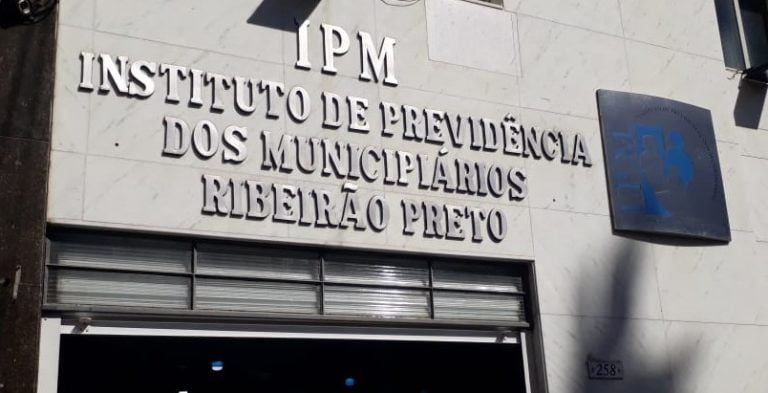 IPM
INSTITUTO DE PREVIDÊNCIA
DOS MUNICIPIÁRIOS
RIBEIRÃO PRETO
258